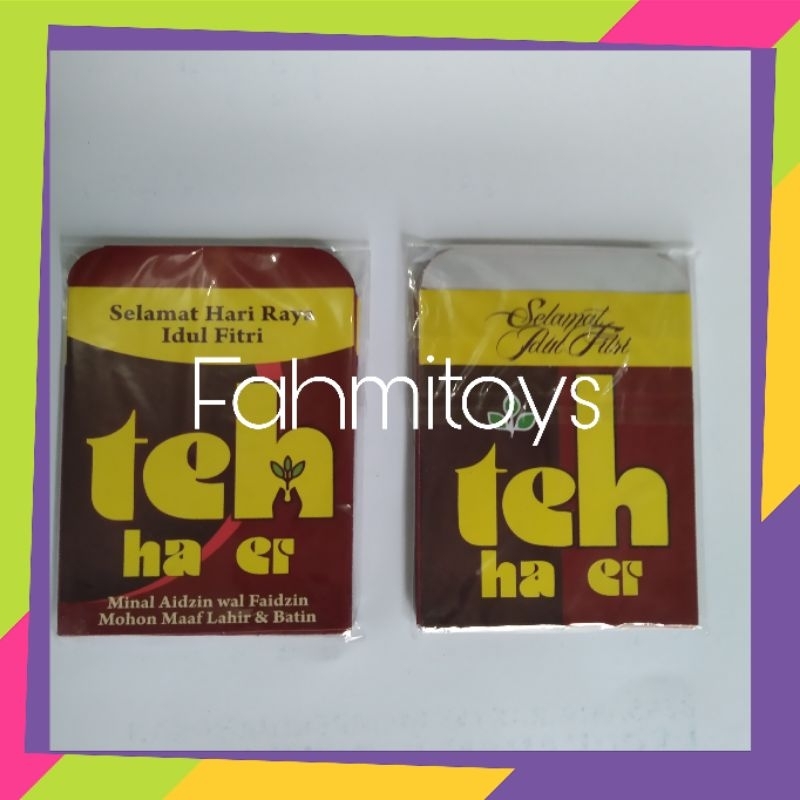 Selamat Hari Raya
Idul Fitri
teh
ha er
Minal Aidzin wal Faidzin
Mohon Maaf Lahir & Batin
Selamat
Idul Fitri
teh
ha er
Fahmitoys